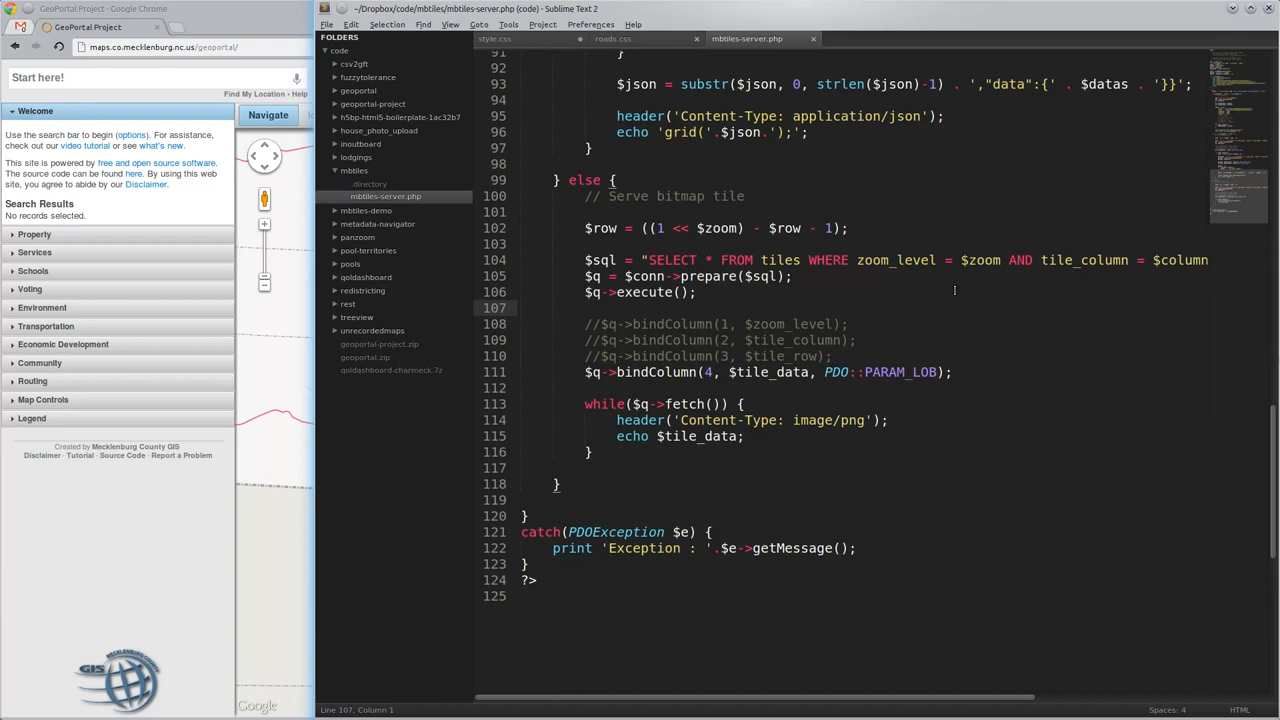 GeoPortal Project - Google Chrome
GeoPortal Project
maps.co.mecklenburg.nc.us/geoportal/
Start here!
Find My Location • Help
Welcome
Navigate
Use the search bar to begin (options). For assistance,
check out our video tutorial or see what's new.
This site is powered by free and open source software.
The source code can be found here. By using this web
site, you agree to abide by our Disclaimer.
Search Results
No records selected.
Property
Services
Schools
Voting
Environment
Transportation
Economic Development
Community
Routing
Map Controls
Legend
Created by Mecklenburg County GIS
Disclaimer - Tutorial - Source Code - Report a Problem
GIS
Google
~/Dropbox/code/mbtiles/mbtiles-server.php (code) - Sublime Text 2
File Edit Selection Find View Goto Tools Project Preferences Help
FOLDERS
code
csv2gft
fuzzytolerance
geoportal
geoportal-project
h5bp-html5-boilerplate-1ac32b7
house_photo_upload
inoutboard
lodgings
mbtiles
.directory
mbtiles-server.php
mbtiles-demo
metadata-navigator
panzoom
pool-territories
pools
qoldashboard
redistricting
rest
treeview
unrecordedmaps
geoportal-project.zip
geoportal.zip
qoldashboard-charmeck.7z
style.css roads.css mbtiles-server.php
91 }
92
93 $json = substr($json, 0, strlen($json)-1) . ',"data":{' . $datas . '}}';
94
95 header('Content-Type: application/json');
96 echo 'grid('.$json.');';
97 }
98
99 } else {
100 // Serve bitmap tile
101
102 $row = ((1 << $zoom) - $row - 1);
103
104 $sql = "SELECT * FROM tiles WHERE zoom_level = $zoom AND tile_column = $column
105 $q = $conn->prepare($sql);
106 $q->execute();
107
108 //$q->bindColumn(1, $zoom_level);
109 //$q->bindColumn(2, $tile_column);
110 //$q->bindColumn(3, $tile_row);
111 $q->bindColumn(4, $tile_data, PDO::PARAM_LOB);
112
113 while($q->fetch()) {
114 header('Content-Type: image/png');
115 echo $tile_data;
116 }
117
118 }
119
120 }
121 catch(PDOException $e) {
122 print 'Exception : '.$e->getMessage();
123 }
124 ?>
125
Line 107, Column 1
Spaces: 4
HTML